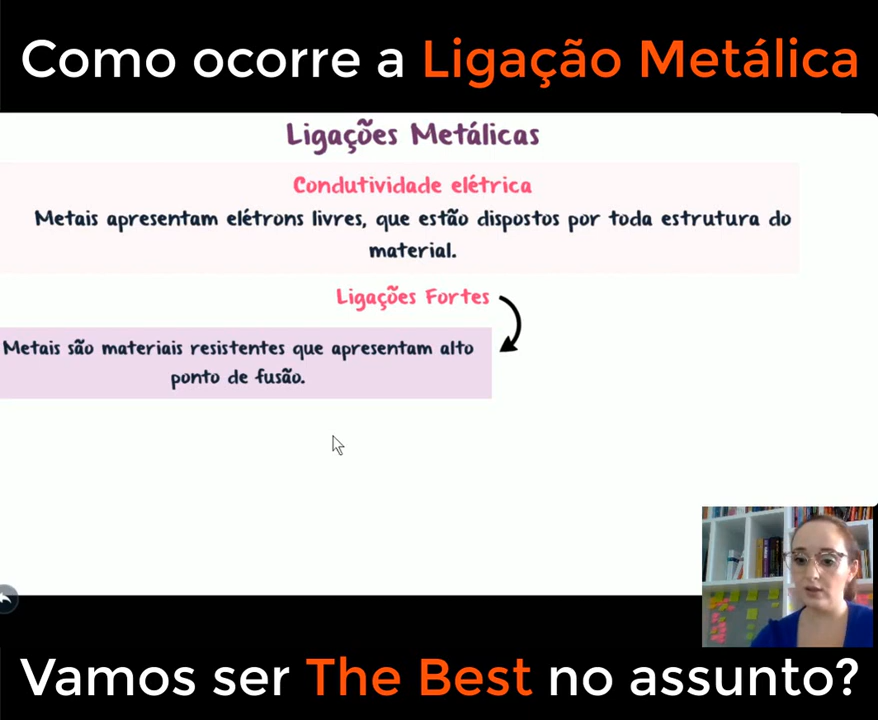 Como ocorre a Ligação Metálica
Ligações Metálicas
Condutividade elétrica
Metais apresentam elétrons livres, que estão dispostos por toda estrutura do
material.
Ligações Fortes
Metais são materiais resistentes que apresentam alto
ponto de fusão.
Vamos ser The Best no assunto?